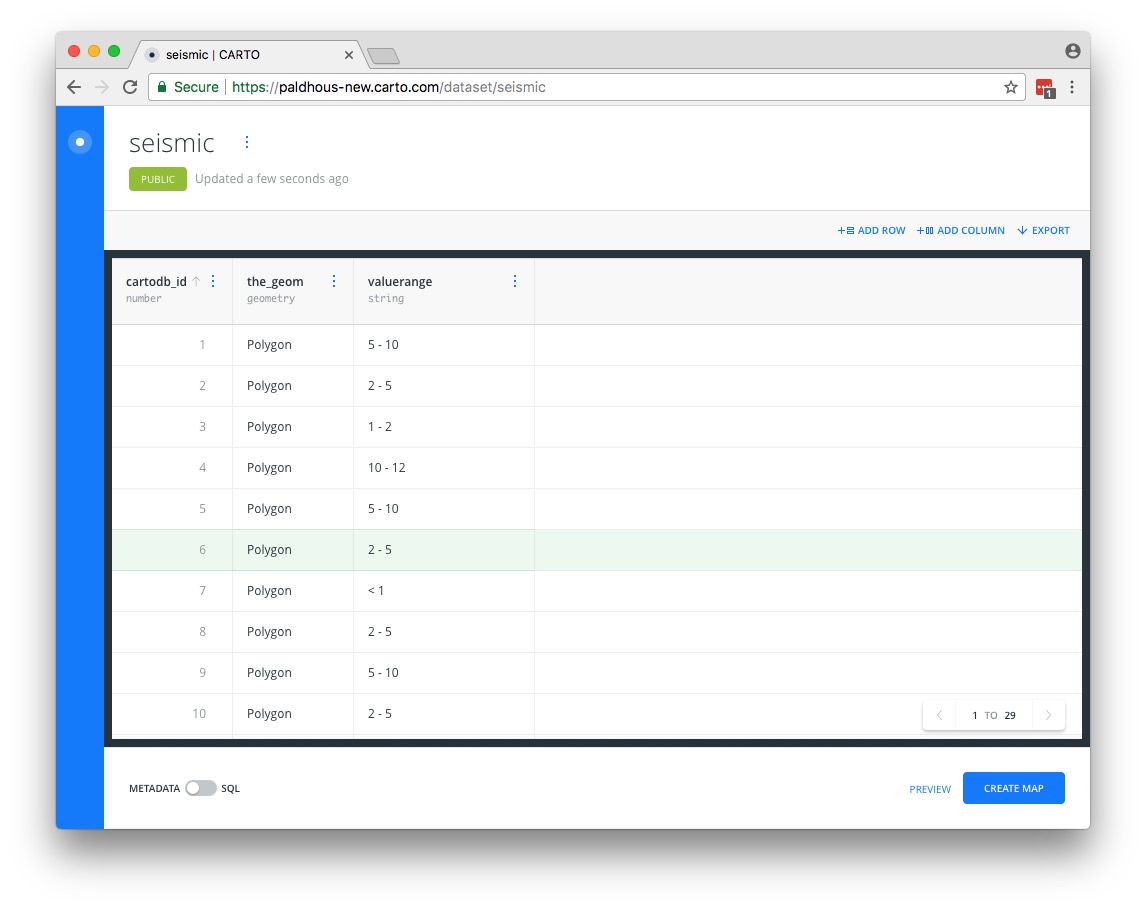 seismic | CARTO
Secure https://paldhous-new.carto.com/dataset/seismic
1
seismic
PUBLIC Updated a few seconds ago
ADD ROW ADD COLUMN EXPORT
cartodb_id the_geom valuerange
number geometry string
1 Polygon 5 - 10
2 Polygon 2 - 5
3 Polygon 1 - 2
4 Polygon 10 - 12
5 Polygon 5 - 10
6 Polygon 2 - 5
7 Polygon < 1
8 Polygon 2 - 5
9 Polygon 5 - 10
10 Polygon 2 - 5
1 TO 29
METADATA SQL PREVIEW CREATE MAP